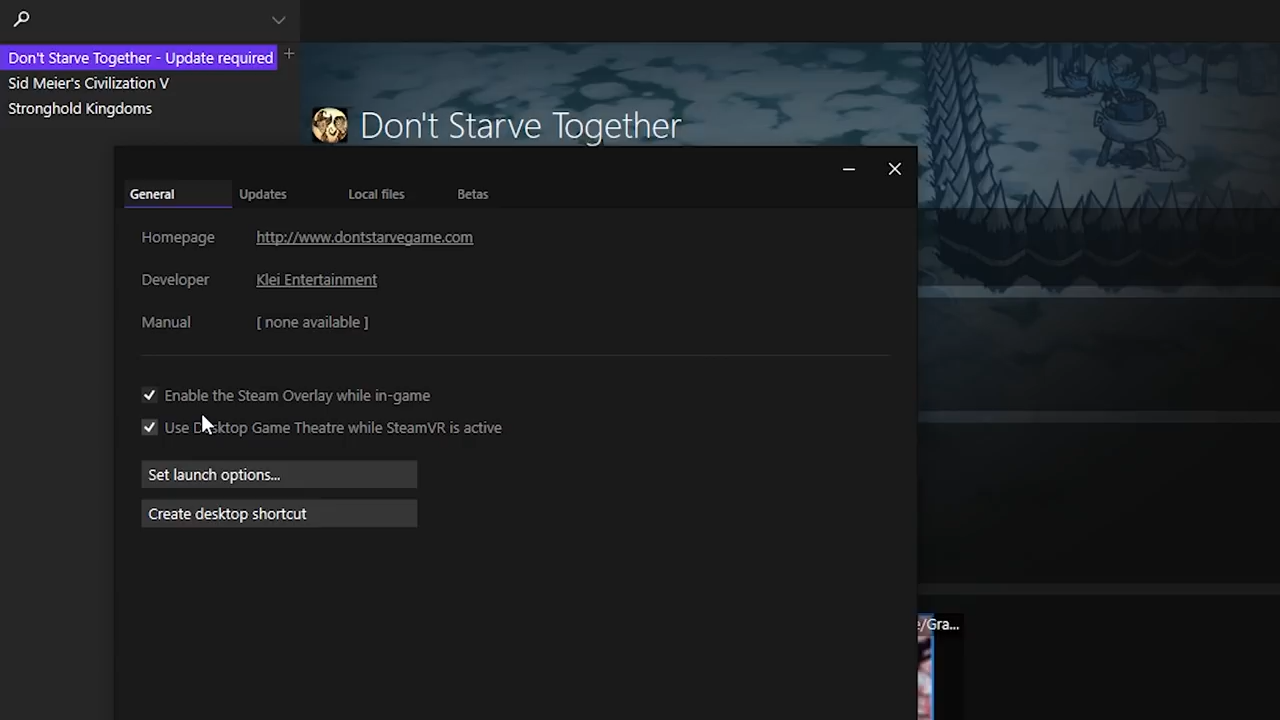 Don't Starve Together - Update required
Sid Meier's Civilization V
Stronghold Kingdoms
Don't Starve Together
General Updates Local files Betas
Homepage http://www.dontstarvegame.com
Developer Klei Entertainment
Manual [ none available ]
Enable the Steam Overlay while in-game
Use Desktop Game Theatre while SteamVR is active
Set launch options...
Create desktop shortcut
e/Gra...